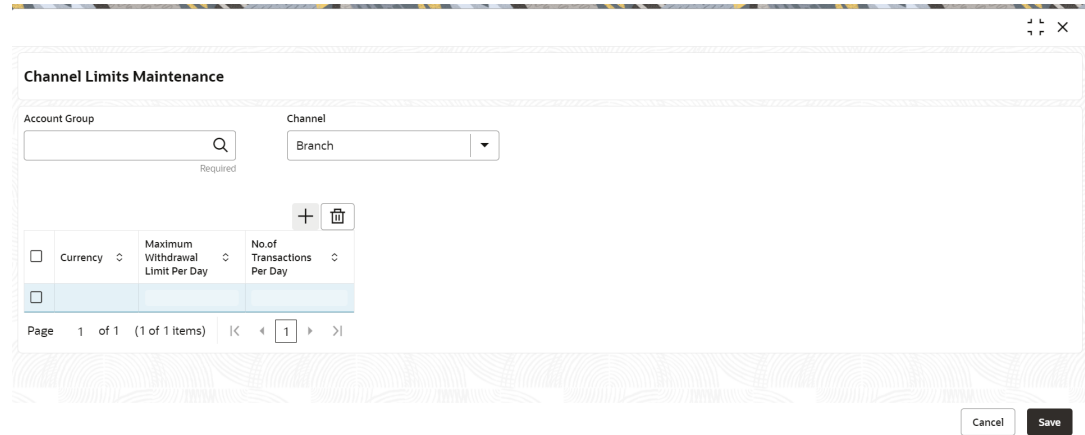 Channel Limits Maintenance
Account Group
Channel
Branch
Required
Currency
Maximum
Withdrawal
Limit Per Day
No.of
Transactions
Per Day
Page 1 of 1 (1 of 1 items) 1
Cancel
Save